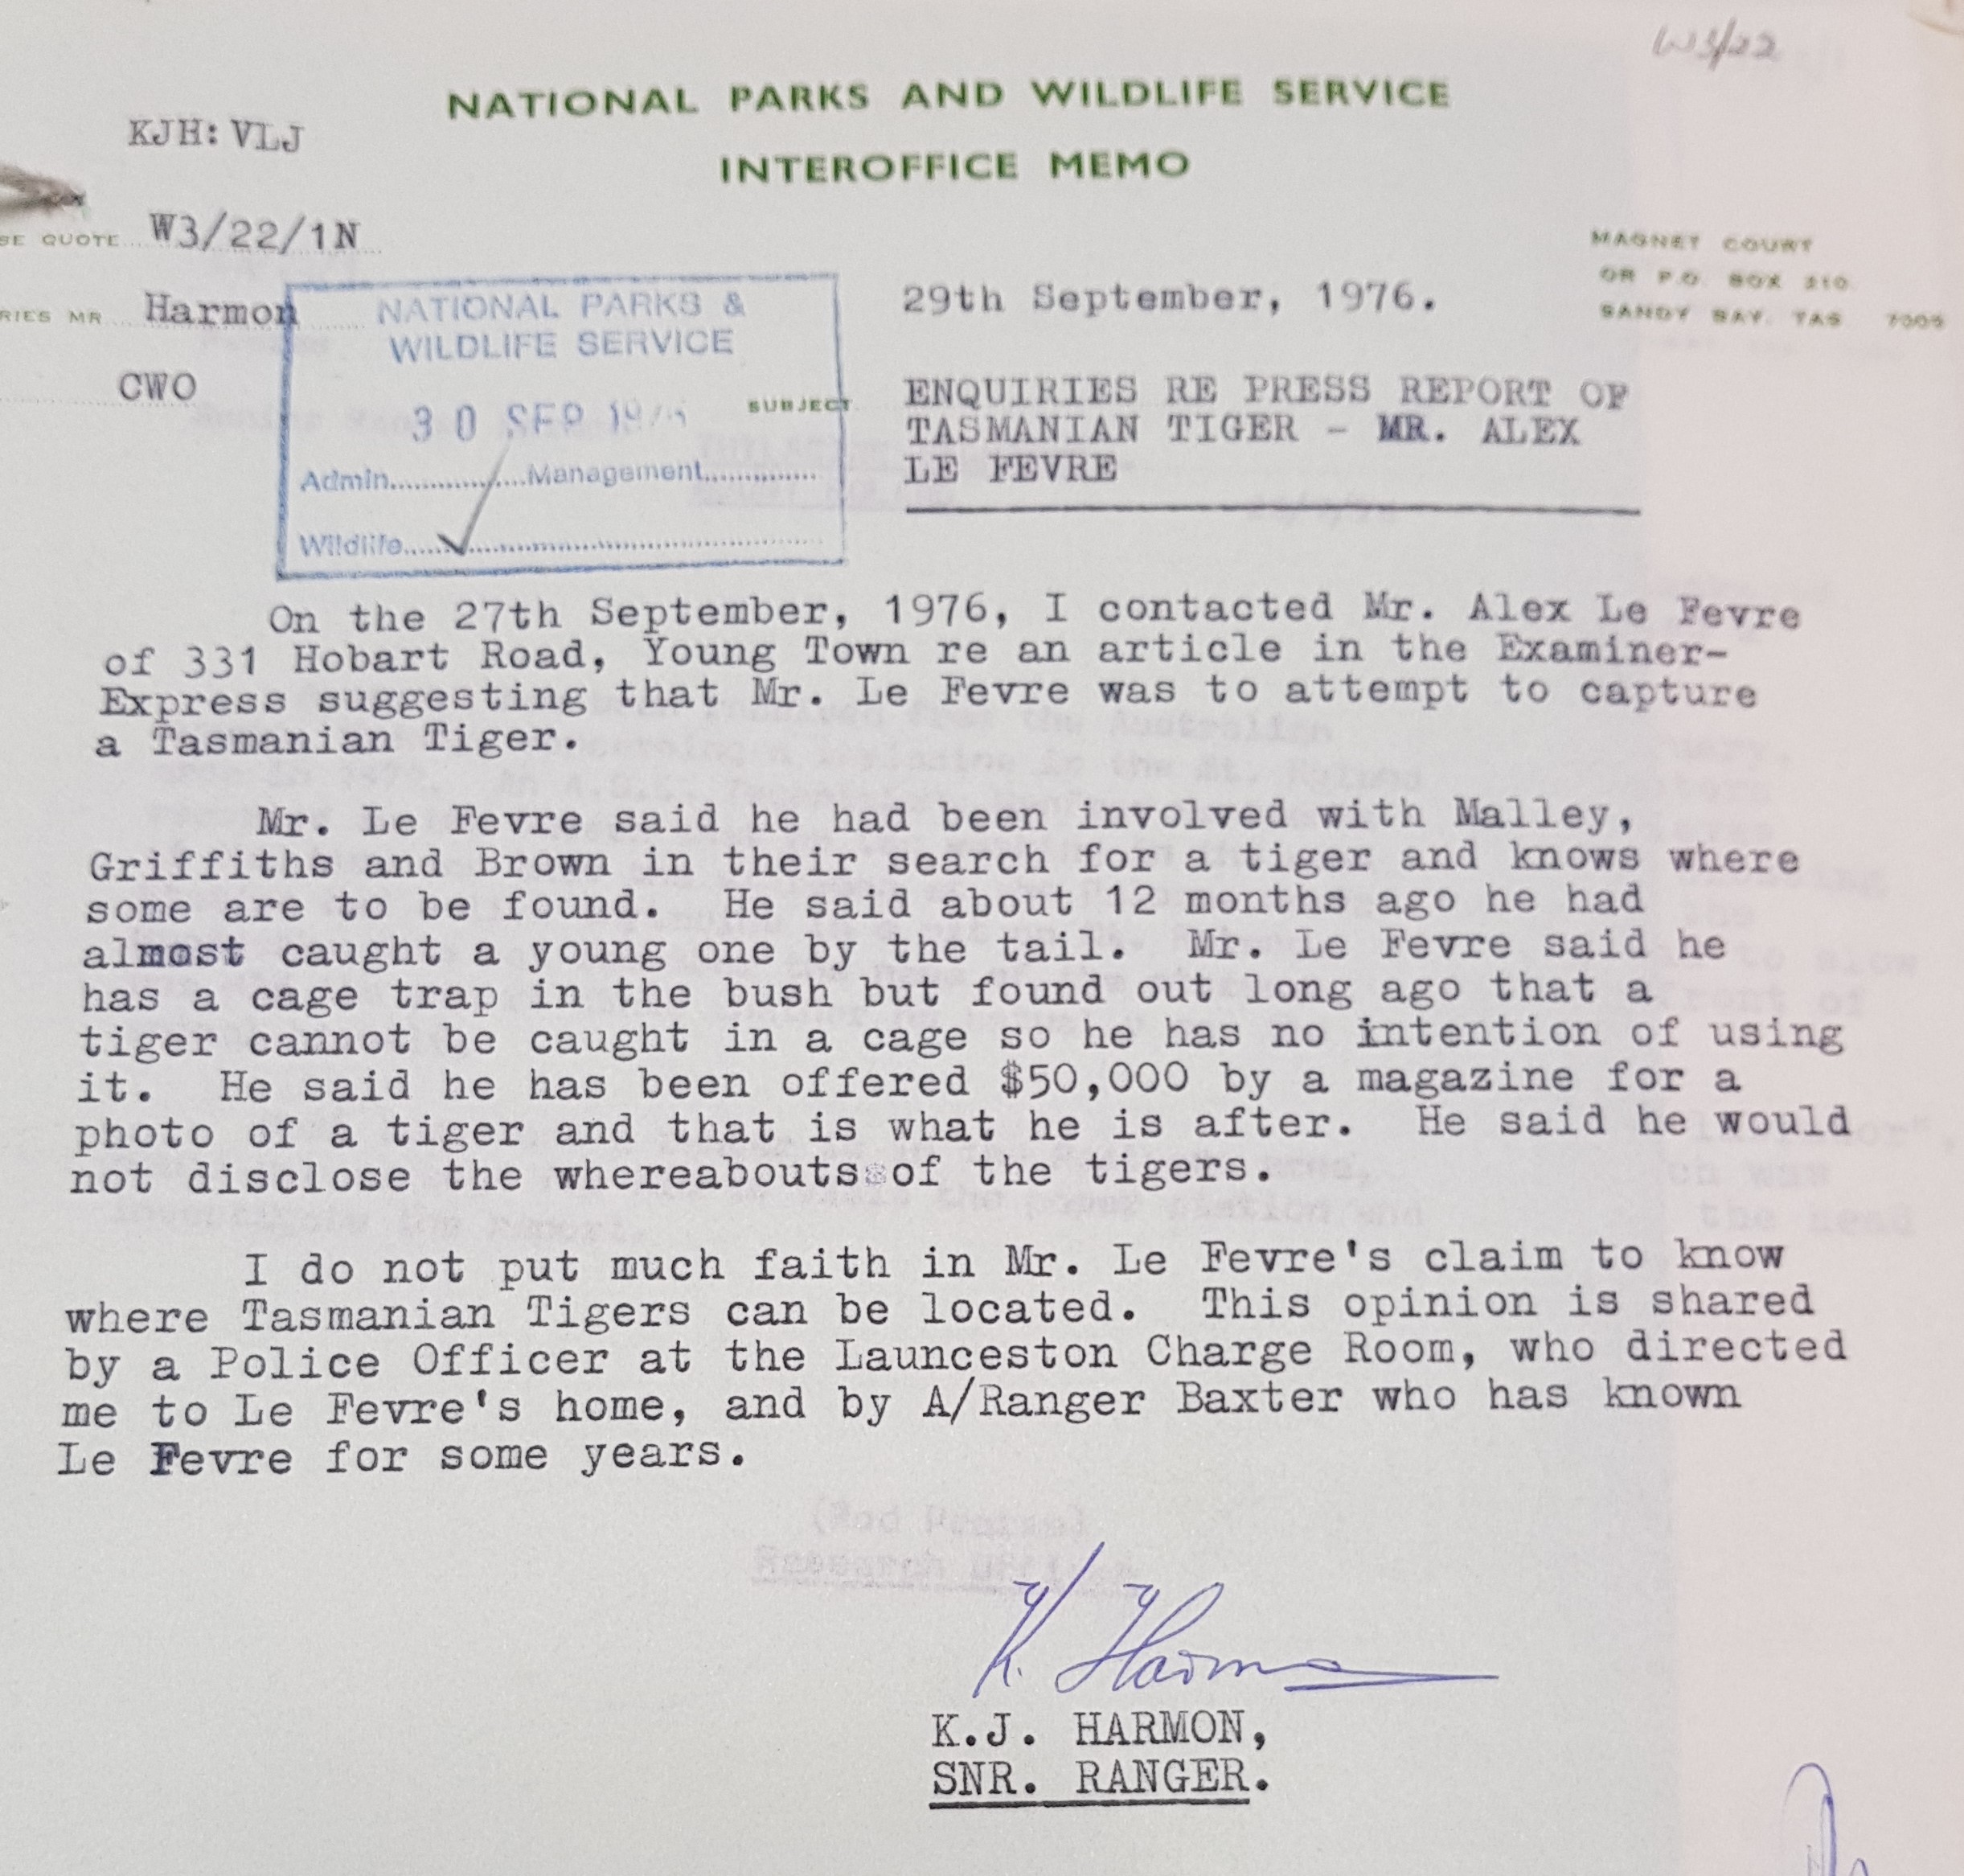 W3/22
NATIONAL PARKS AND WILDLIFE SERVICE
KJH: VLJ
INTEROFFICE MEMO
SE QUOTE W3/22/1N
MAGNET COURT
OR P.O. BOX 210
SANDY BAY. TAS 7005
RIES MR Harmon
CWO
NATIONAL PARKS &
WILDLIFE SERVICE
30 SEP 1976
Admin..............Management............
Wildlife..........................................
29th September, 1976.
SUBJECT ENQUIRIES RE PRESS REPORT OF
TASMANIAN TIGER - MR. ALEX
LE FEVRE
On the 27th September, 1976, I contacted Mr. Alex Le Fevre
of 331 Hobart Road, Young Town re an article in the Examiner-
Express suggesting that Mr. Le Fevre was to attempt to capture
a Tasmanian Tiger.
Mr. Le Fevre said he had been involved with Malley,
Griffiths and Brown in their search for a tiger and knows where
some are to be found. He said about 12 months ago he had
almost caught a young one by the tail. Mr. Le Fevre said he
has a cage trap in the bush but found out long ago that a
tiger cannot be caught in a cage so he has no intention of using
it. He said he has been offered $50,000 by a magazine for a
photo of a tiger and that is what he is after. He said he would
not disclose the whereabouts of the tigers.
I do not put much faith in Mr. Le Fevre's claim to know
where Tasmanian Tigers can be located. This opinion is shared
by a Police Officer at the Launceston Charge Room, who directed
me to Le Fevre's home, and by A/Ranger Baxter who has known
Le Fevre for some years.
K. Harmon
K.J. HARMON,
SNR. RANGER.